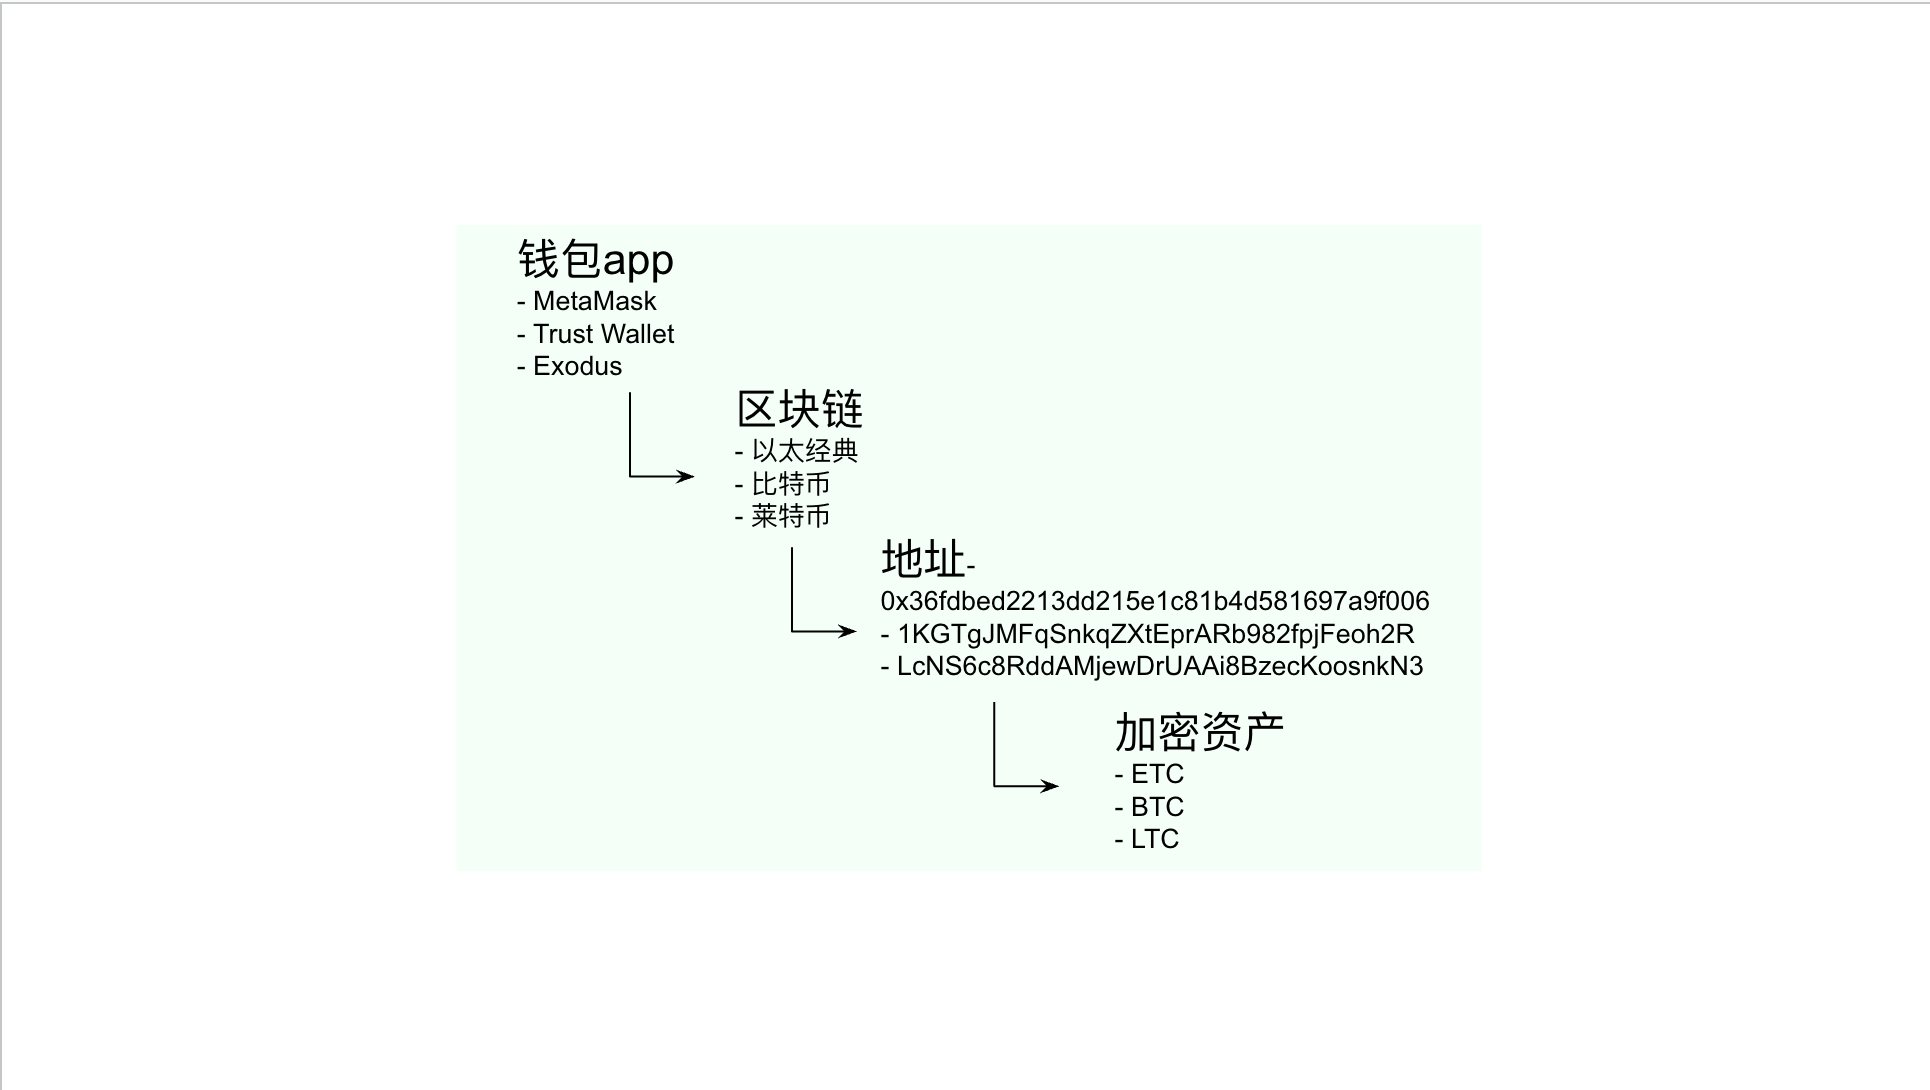 钱包app
- MetaMask
- Trust Wallet
- Exodus
区块链
- 以太经典
- 比特币
- 莱特币
地址-
0x36fdbed2213dd215e1c81b4d581697a9f006
- 1KGTgJMFqSnkqZXtEprARb982fpjFeoh2R
- LcNS6c8RddAMjewDrUAAi8BzecKoosnkN3
加密资产
- ETC
- BTC
- LTC